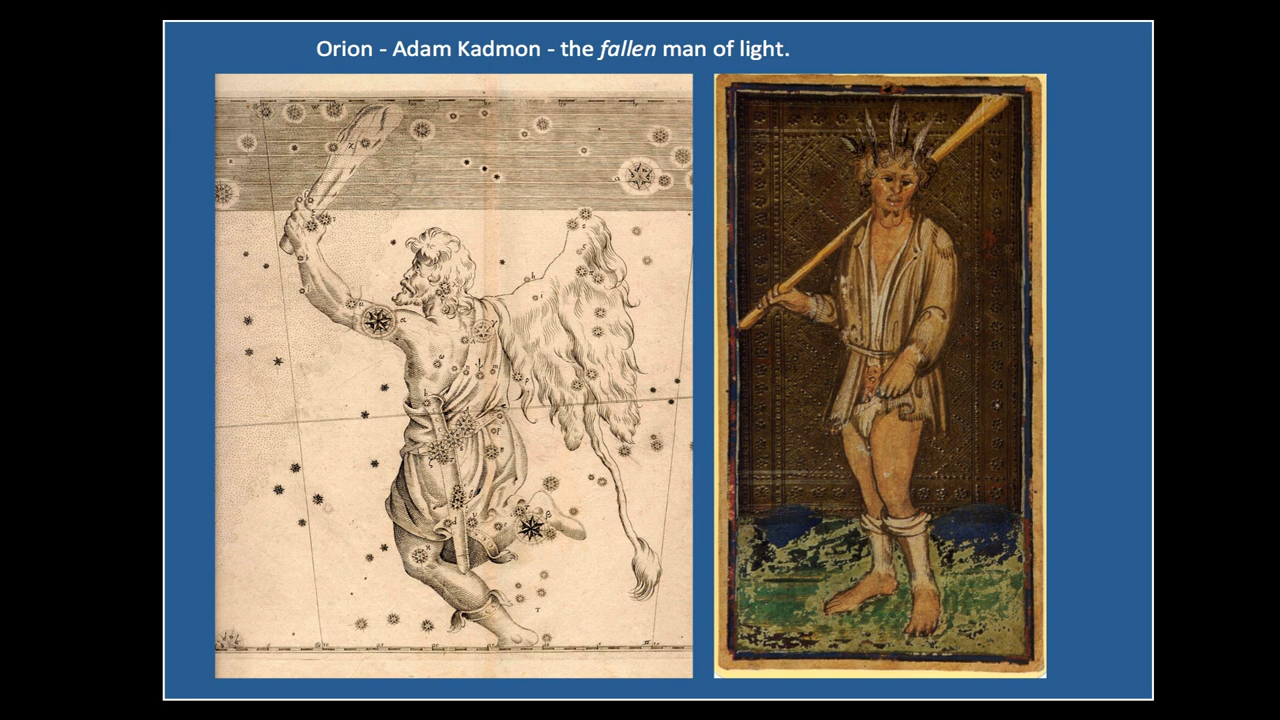 Orion - Adam Kadmon - the fallen man of light.